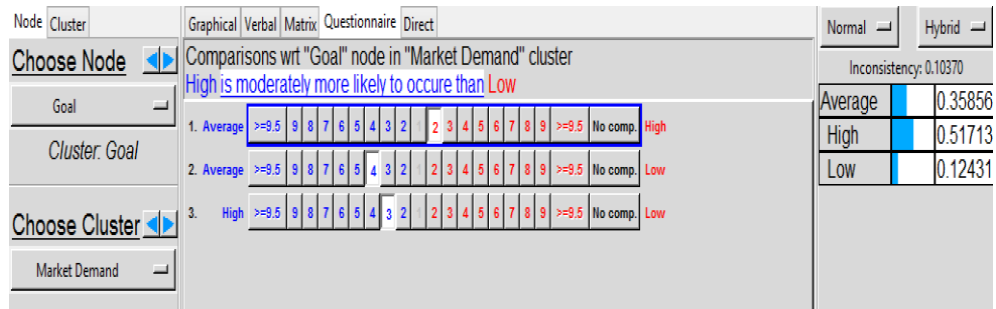 Node Cluster
Choose Node
Goal
Cluster: Goal
Choose Cluster
Market Demand
Graphical Verbal Matrix Questionnaire Direct
Comparisons wrt "Goal" node in "Market Demand" cluster
High is moderately more likely to occure than Low
1. Average >=9.5 9 8 7 6 5 4 3 2 1 2 3 4 5 6 7 8 9 >=9.5 No comp. High
2. Average >=9.5 9 8 7 6 5 4 3 2 1 2 3 4 5 6 7 8 9 >=9.5 No comp. Low
3. High >=9.5 9 8 7 6 5 4 3 2 1 2 3 4 5 6 7 8 9 >=9.5 No comp. Low
Normal Hybrid
Inconsistency: 0.10370
Average 0.35856
High 0.51713
Low 0.12431